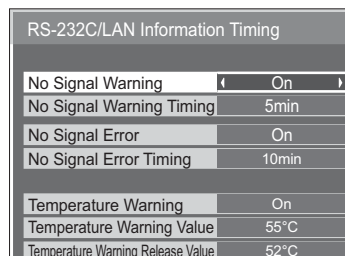 RS-232C/LAN Information Timing
No Signal Warning On
No Signal Warning Timing 5min
No Signal Error On
No Signal Error Timing 10min
Temperature Warning On
Temperature Warning Value 55°C
Temperature Warning Release Value 52°C